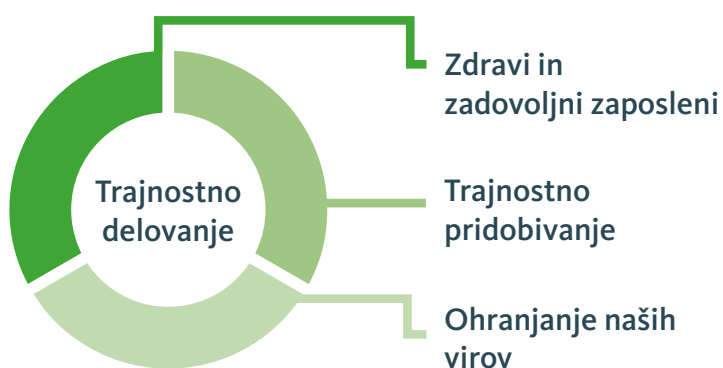 Zdravi in
zadovoljni zaposleni
Trajnostno
delovanje
Trajnostno
pridobivanje
Ohranjanje naših
virov